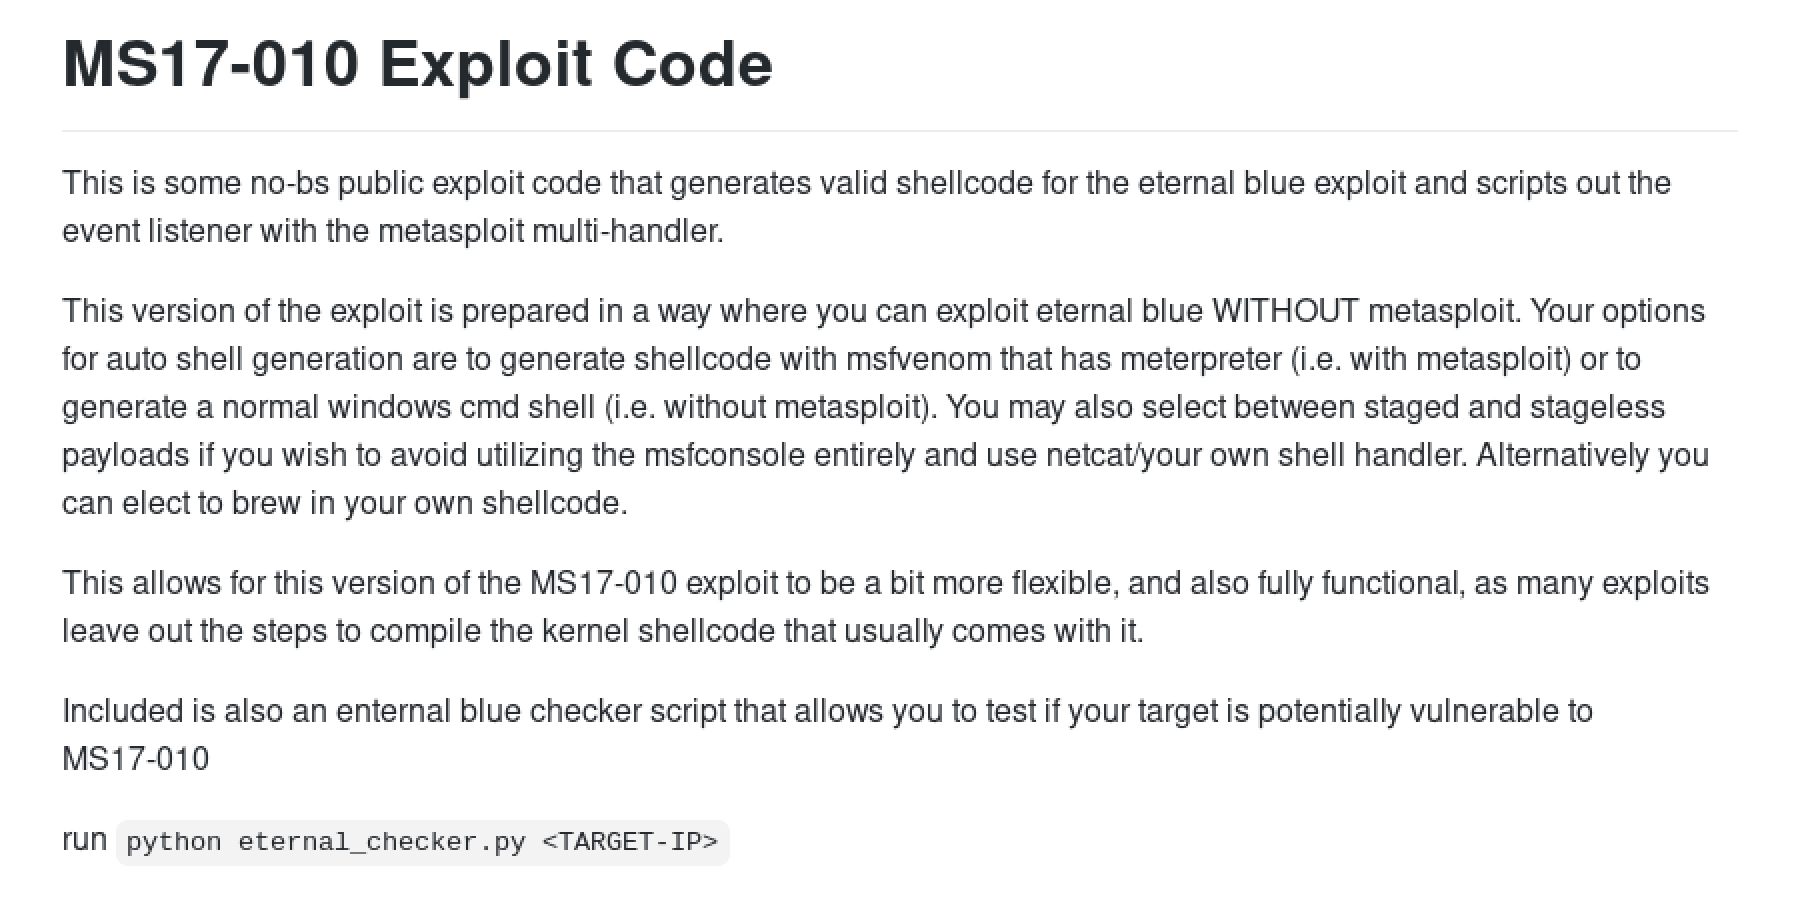 MS17-010 Exploit Code
This is some no-bs public exploit code that generates valid shellcode for the eternal blue exploit and scripts out the
event listener with the metasploit multi-handler.
This version of the exploit is prepared in a way where you can exploit eternal blue WITHOUT metasploit. Your options
for auto shell generation are to generate shellcode with msfvenom that has meterpreter (i.e. with metasploit) or to
generate a normal windows cmd shell (i.e. without metasploit). You may also select between staged and stageless
payloads if you wish to avoid utilizing the msfconsole entirely and use netcat/your own shell handler. Alternatively you
can elect to brew in your own shellcode.
This allows for this version of the MS17-010 exploit to be a bit more flexible, and also fully functional, as many exploits
leave out the steps to compile the kernel shellcode that usually comes with it.
Included is also an enternal blue checker script that allows you to test if your target is potentially vulnerable to
MS17-010
run python eternal_checker.py <TARGET-IP>